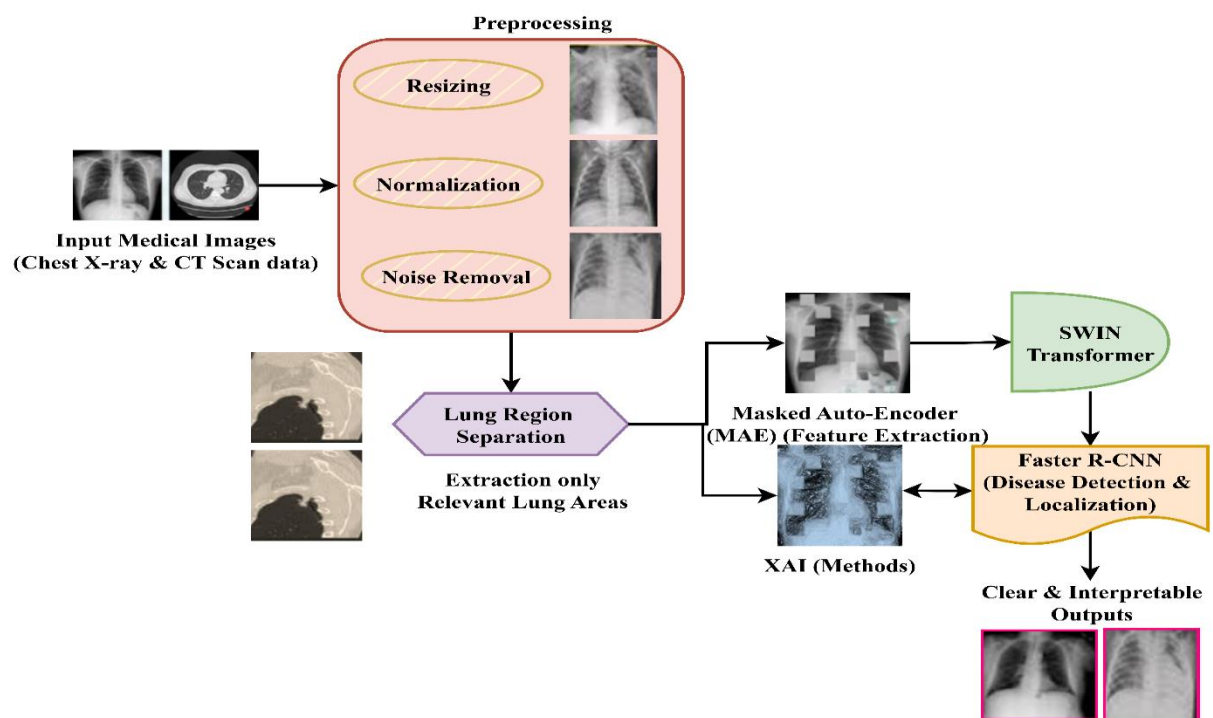 Preprocessing
Resizing
Normalization
Noise Removal
Input Medical Images
(Chest X-ray & CT Scan data)
Lung Region
Separation
Extraction only
Relevant Lung Areas
Masked Auto-Encoder
(MAE) (Feature Extraction)
SWIN
Transformer
XAI (Methods)
Faster R-CNN
(Disease Detection &
Localization)
Clear & Interpretable
Outputs